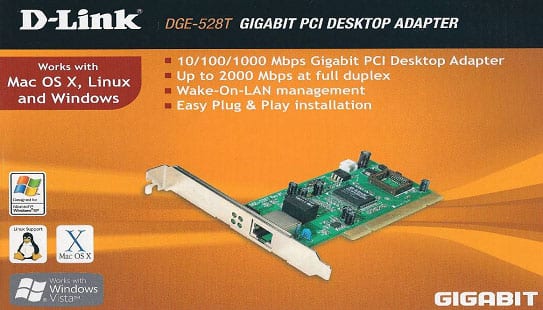 D-Link
DGE-528T GIGABIT PCI DESKTOP ADAPTER
Works with
Mac OS X, Linux
and Windows
10/100/1000 Mbps Gigabit PCI Desktop Adapter
Up to 2000 Mbps at full duplex
Wake-On-LAN management
Easy Plug & Play installation
Designed for
Windows® XP
Linux Support
X
Mac OS X
Works with
Windows
Vista™
GIGABIT